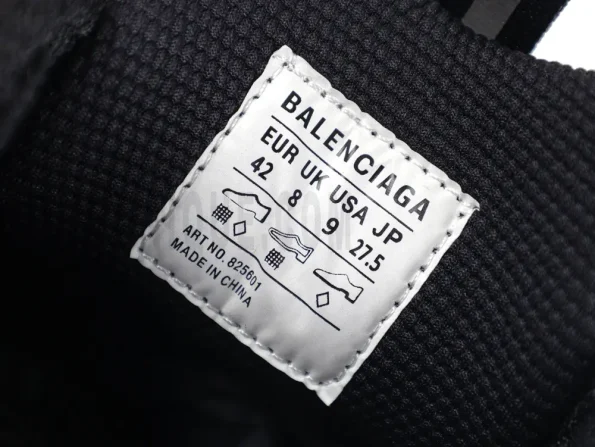 BALENCIAGA
EUR UK USA JP
42 8 9 27.5
ART NO. 825601
MADE IN CHINA